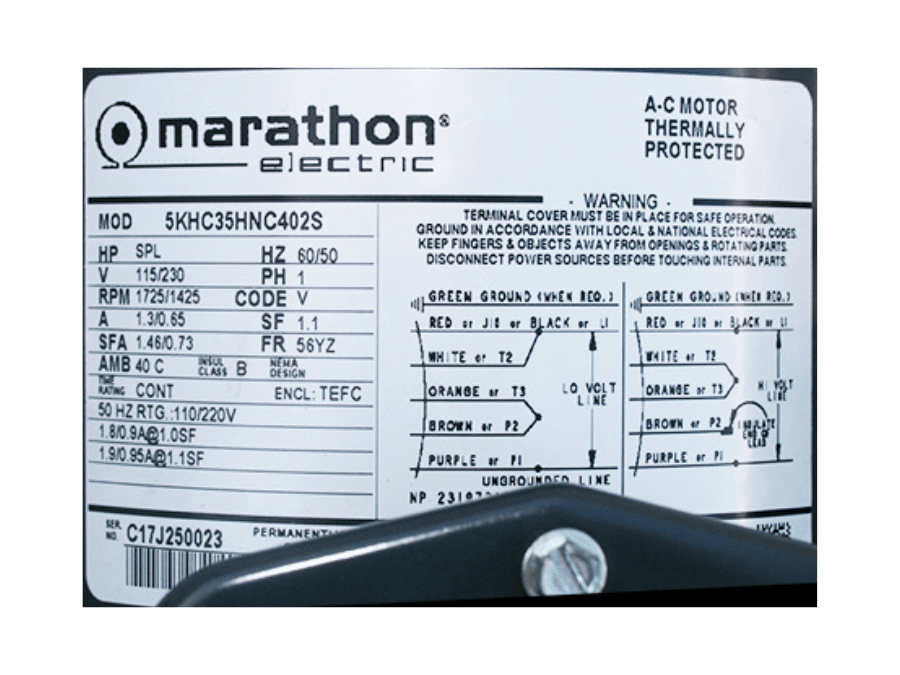 marathon®
electric
A-C MOTOR
THERMALLY
PROTECTED
- WARNING -
TERMINAL COVER MUST BE IN PLACE FOR SAFE OPERATION.
GROUND IN ACCORDANCE WITH LOCAL & NATIONAL ELECTRICAL CODES.
KEEP FINGERS & OBJECTS AWAY FROM OPENINGS & ROTATING PARTS.
DISCONNECT POWER SOURCES BEFORE TOUCHING INTERNAL PARTS.
MOD 5KHC35HNC402S
HP SPL HZ 60/50
V 115/230 PH 1
RPM 1725/1425 CODE V
A 1.3/0.65 SF 1.1
SFA 1.46/0.73 FR 56YZ
AMB 40 C INSUL CLASS B NEMA DESIGN
TIME RATING CONT ENCL: TEFC
50 HZ RTG.:110/220V
1.8/0.9A@1.0SF
1.9/0.95A@1.1SF
GREEN GROUND (WHEN REQ.)
RED or J10 or BLACK or L1
WHITE or T2
ORANGE or T3
BROWN or P2
PURPLE or P1
LO VOLT
LINE
UNGROUNDED LINE
GREEN GROUND (WHEN REQ.)
RED or J10 or BLACK or L1
WHITE or T2
ORANGE or T3
BROWN or P2
PURPLE or P1
HI VOLT
LINE
INSULATE
END OF
LEAD
NP
SER. NO. C17J250023